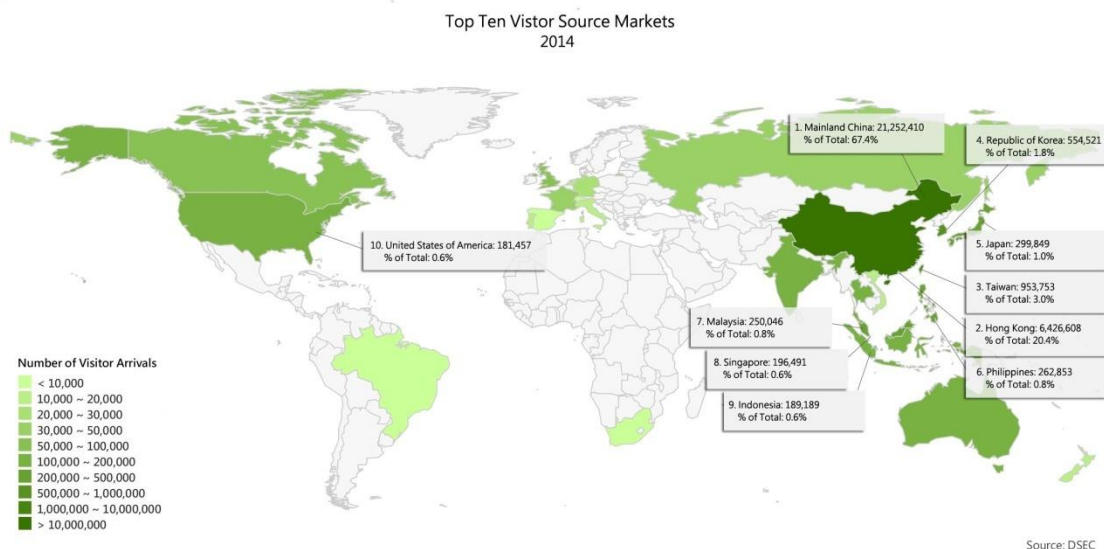 Top Ten Vistor Source Markets
2014
1. Mainland China: 21,252,410
% of Total: 67.4%
4. Republic of Korea: 554,521
% of Total: 1.8%
10. United States of America: 181,457
% of Total: 0.6%
5. Japan: 299,849
% of Total: 1.0%
3. Taiwan: 953,753
% of Total: 3.0%
7. Malaysia: 250,046
% of Total: 0.8%
2. Hong Kong: 6,426,608
% of Total: 20.4%
8. Singapore: 196,491
% of Total: 0.6%
6. Philippines: 262,853
% of Total: 0.8%
9. Indonesia: 189,189
% of Total: 0.6%
Number of Visitor Arrivals
< 10,000
10,000 ~ 20,000
20,000 ~ 30,000
30,000 ~ 50,000
50,000 ~ 100,000
100,000 ~ 200,000
200,000 ~ 500,000
500,000 ~ 1,000,000
1,000,000 ~ 10,000,000
> 10,000,000
Source: DSEC